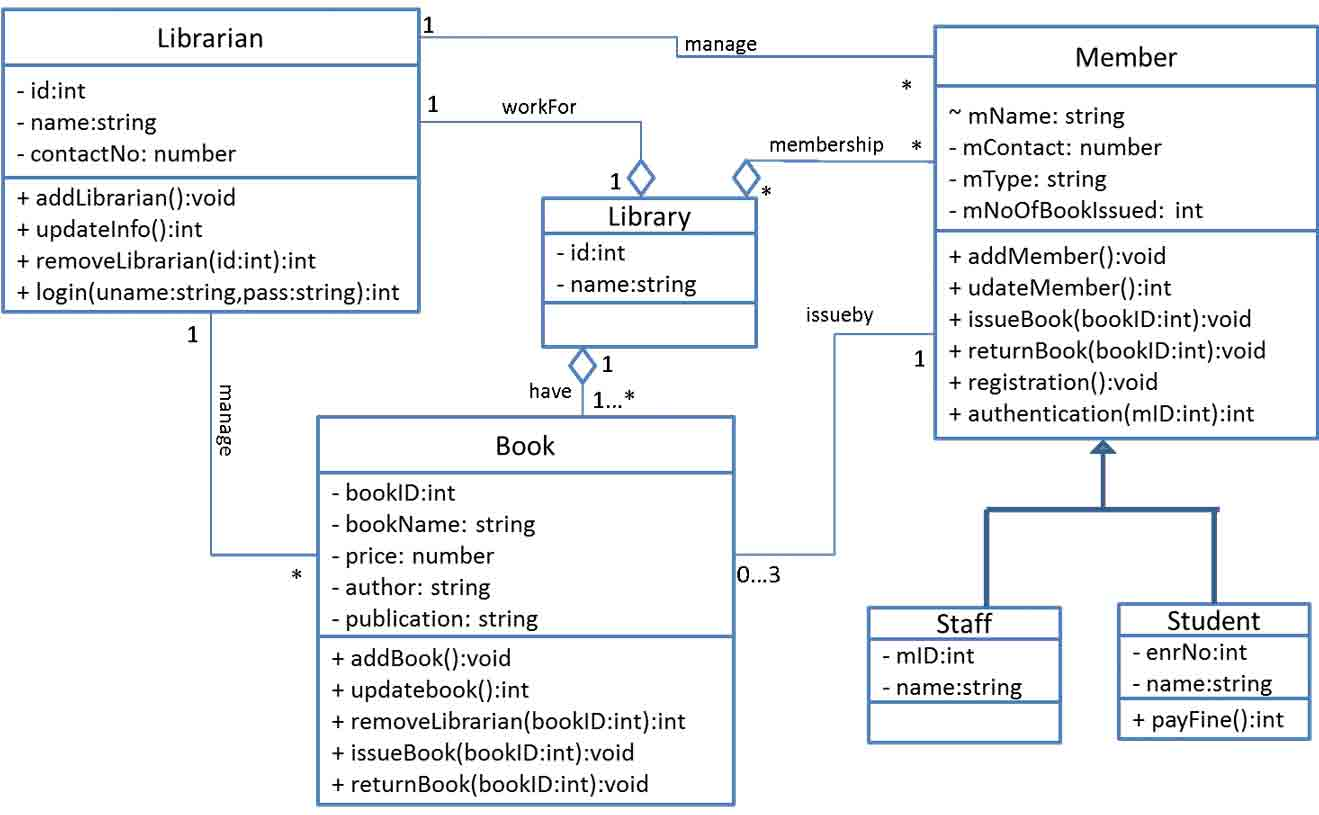 Librarian
- id:int
- name:string
- contactNo: number
+ addLibrarian():void
+ updateInfo():int
+ removeLibrarian(id:int):int
+ login(uname:string,pass:string):int
1
manage
*
1
workFor
1
membership
*
*
Member
~ mName: string
- mContact: number
- mType: string
- mNoOfBookIssued: int
+ addMember():void
+ udateMember():int
+ issueBook(bookID:int):void
+ returnBook(bookID:int):void
+ registration():void
+ authentication(mID:int):int
Library
- id:int
- name:string
1
have
1...*
issueby
1
0...3
1
manage
*
Book
- bookID:int
- bookName: string
- price: number
- author: string
- publication: string
+ addBook():void
+ updatebook():int
+ removeLibrarian(bookID:int):int
+ issueBook(bookID:int):void
+ returnBook(bookID:int):void
Staff
- mID:int
- name:string
Student
- enrNo:int
- name:string
+ payFine():int